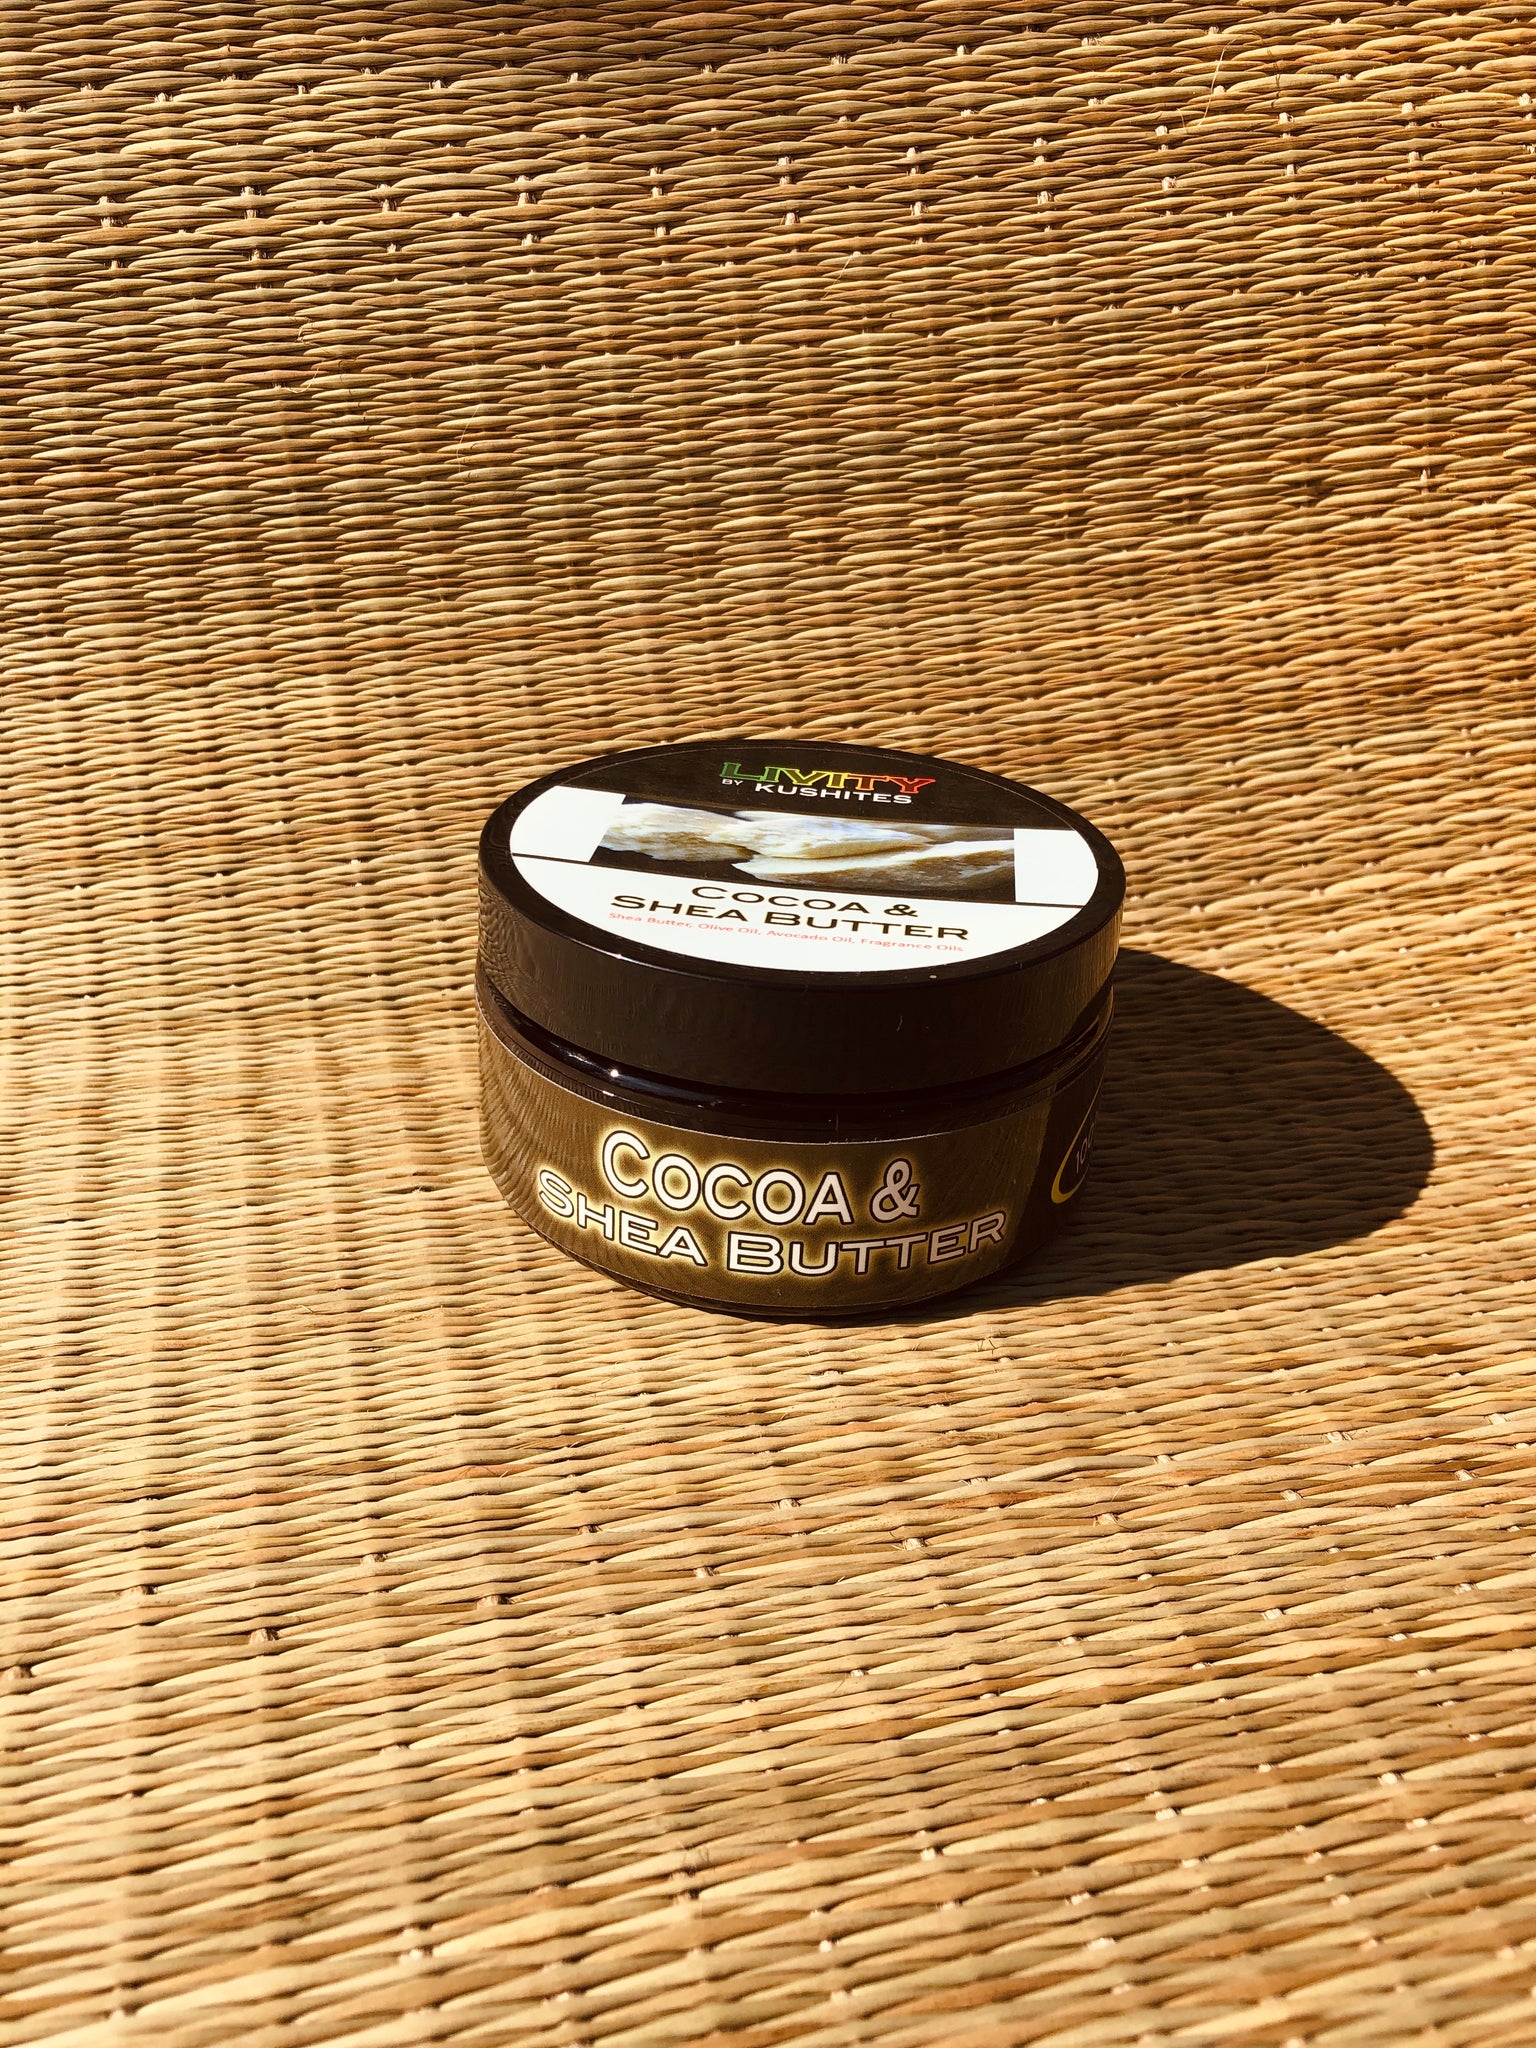 LIVITY
BY KUSHITES
COCOA &
SHEA BUTTER
Shea Butter, Olive Oil, Avocado Oil, Fragrance Oils
COCOA &
SHEA BUTTER